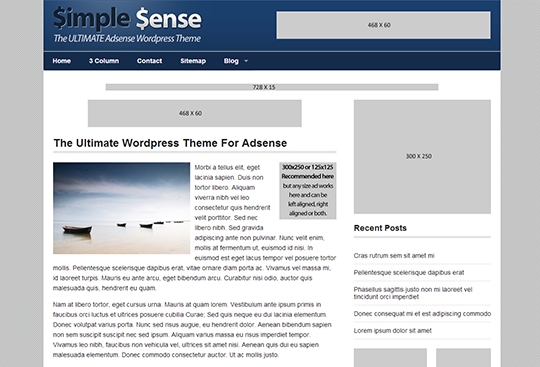 $imple $ense
The ULTIMATE Adsense Wordpress Theme
468 X 60
Home 3 Column Contact Sitemap Blog
728 X 15
468 X 60
300 X 250
The Ultimate Wordpress Theme For Adsense
Morbi a tellus elit, eget
lacinia sapien. Duis non
tortor libero. Aliquam
viverra nibh vel leo
consectetur quis hendrerit
velit porttitor. Sed nec
libero nibh. Sed gravida
adipiscing ante non pulvinar. Nunc velit enim,
mollis at fermentum ut, euismod id nisi. In
euismod est eget lacus tempor vel posuere tortor
mollis. Pellentesque scelerisque dapibus erat, vitae ornare diam porta ac. Vivamus vel massa mi,
id laoreet turpis. Mauris eu ante arcu, eget bibendum arcu. Curabitur nisi odio, auctor quis
malesuada quis, hendrerit eu quam.
300x250 or 125x125
Recommended here
but any size ad works
here and can be
left aligned, right
aligned or both.
Nam at libero tortor, eget cursus urna. Mauris at quam lorem. Vestibulum ante ipsum primis in
faucibus orci luctus et ultrices posuere cubilia Curae; Sed quis neque eu dui lacinia elementum.
Donec volutpat varius porta. Nunc sed risus augue, eu hendrerit dolor. Aenean bibendum sapien
non sem suscipit suscipit nec sed ipsum. Aliquam varius massa eu risus imperdiet tempor.
Vivamus leo nibh, faucibus non vehicula vel, ultrices sit amet nisi. Aenean quis dui eu sapien
malesuada elementum. Donec commodo consectetur auctor. Ut ac mollis justo.
Recent Posts
Cras rutrum sem sit amet mi
Pellentesque scelerisque dapibus erat
Phasellus sagittis justo non mi laoreet vel
tincidunt orci imperdiet
Donec consequat mi et est adipiscing commodo
Lorem ipsum dolor sit amet